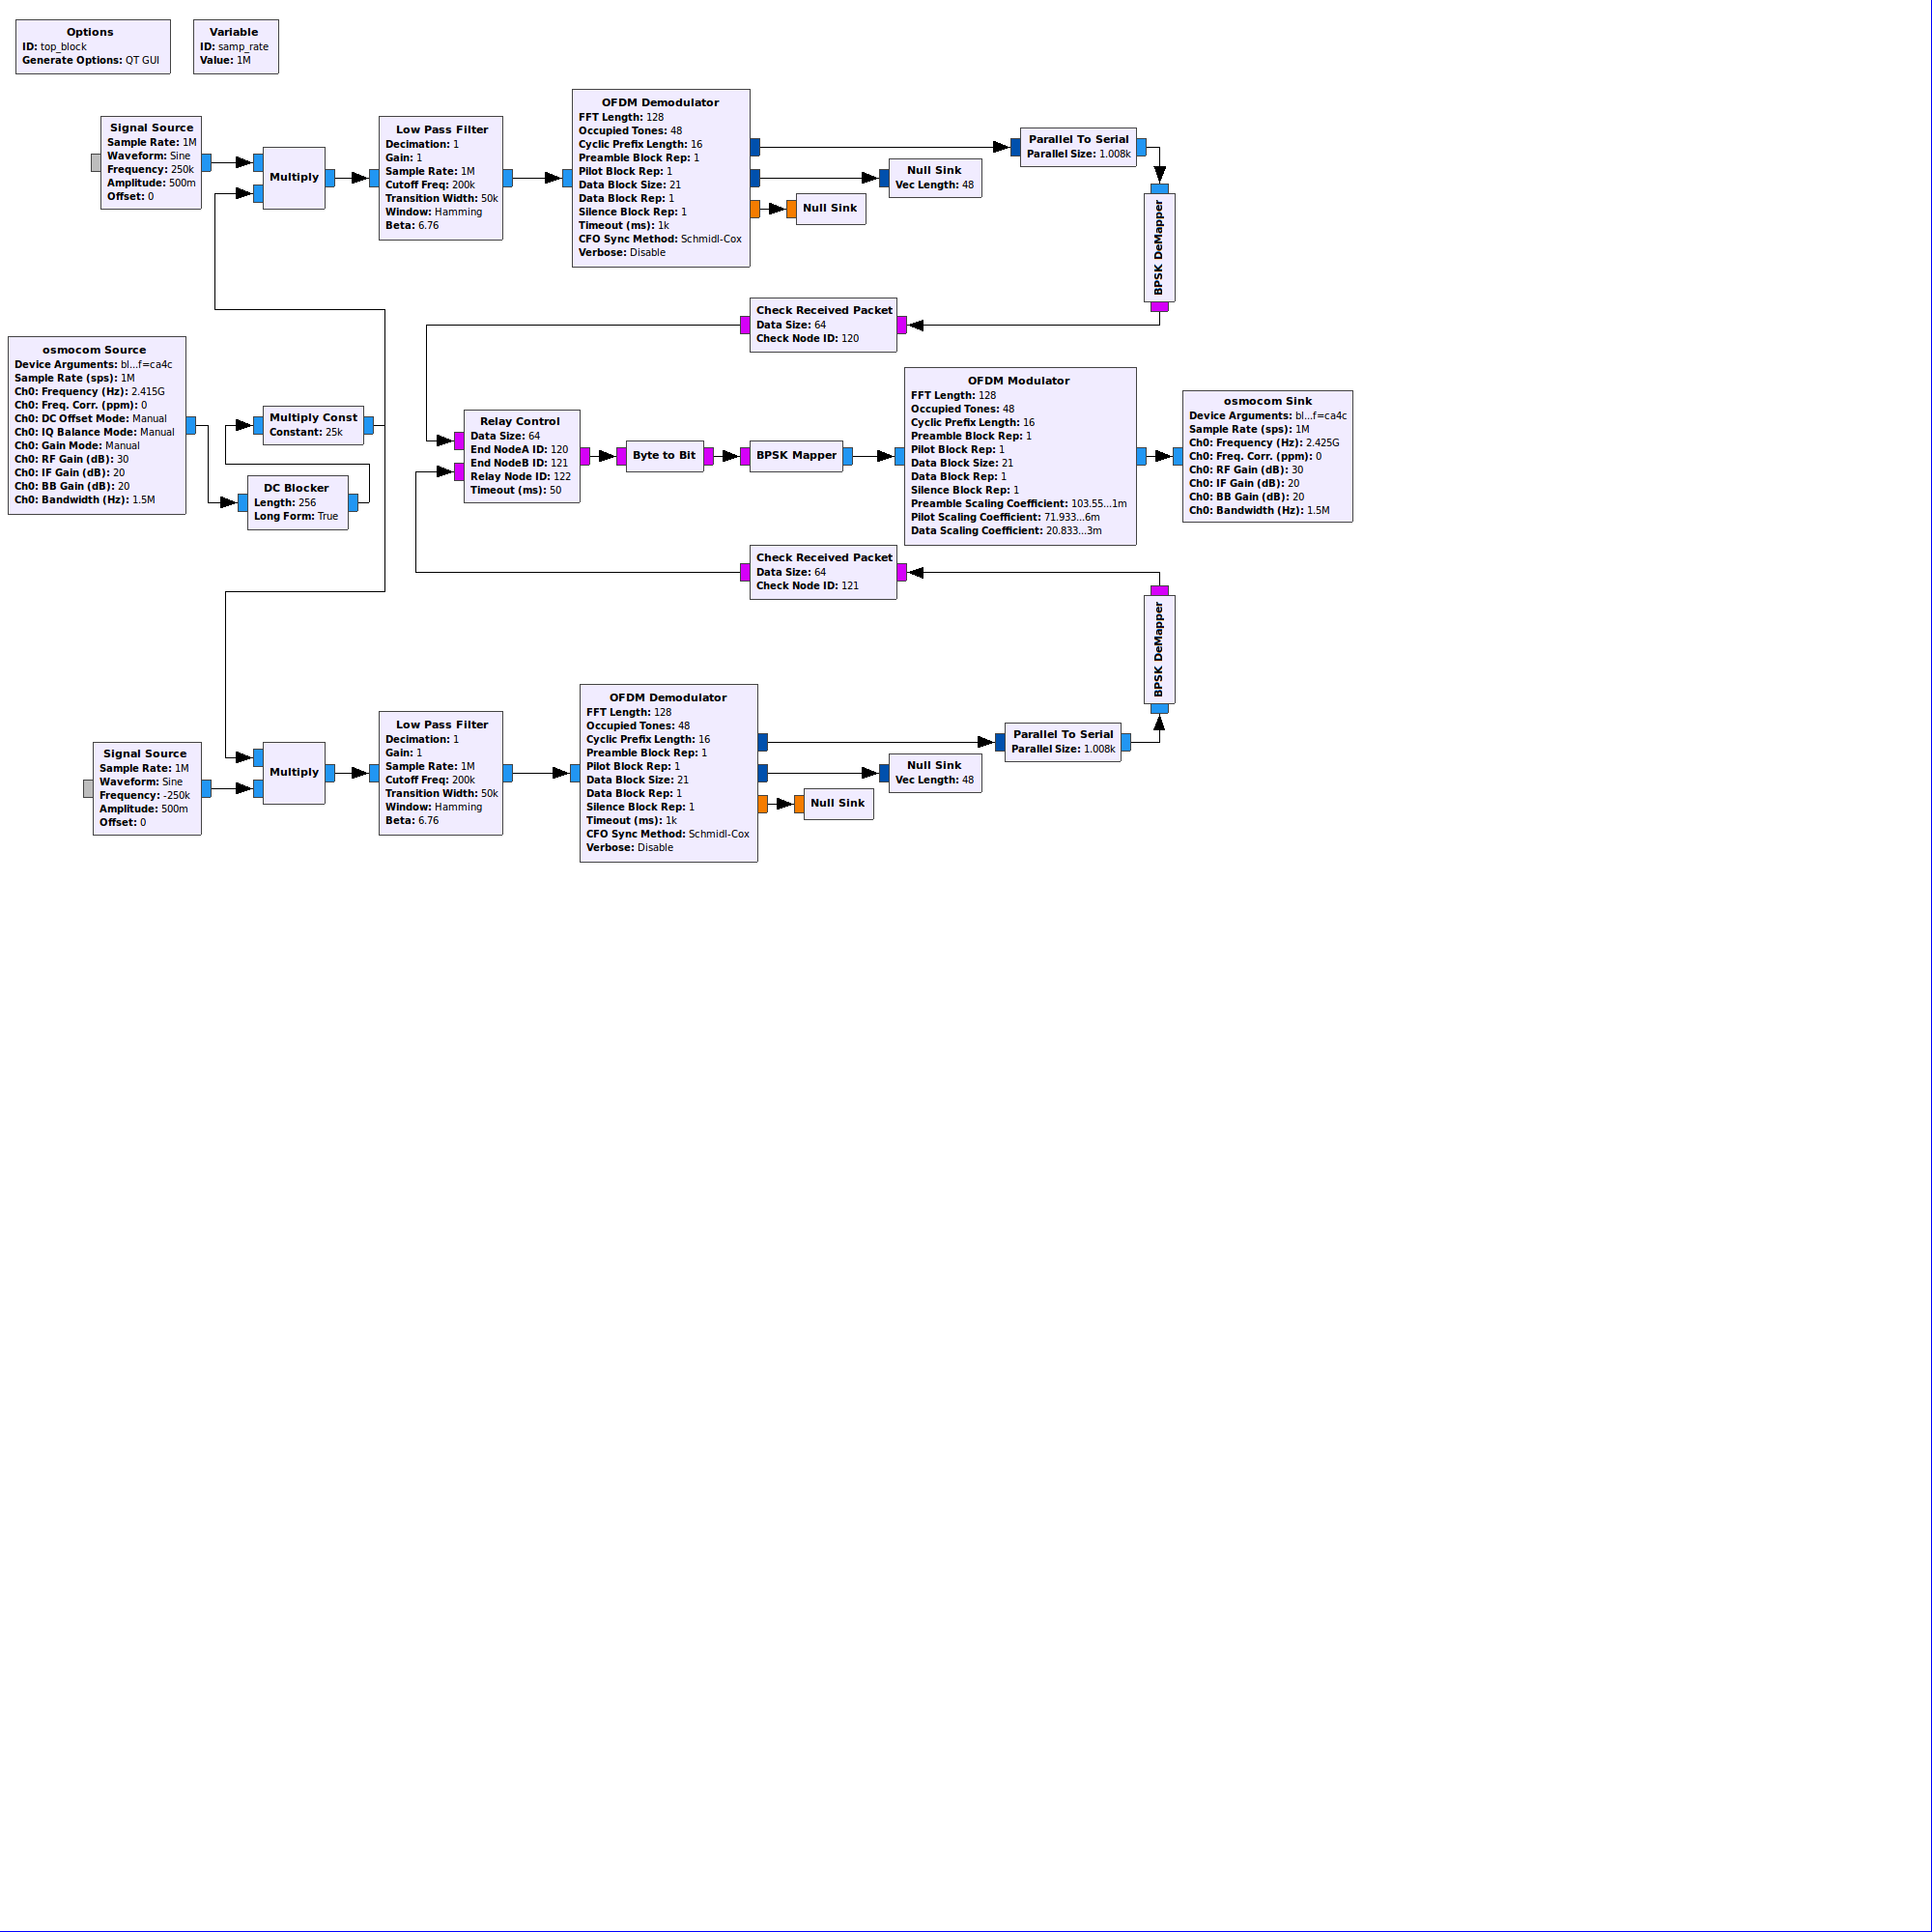 Options
ID: top_block
Generate Options: QT GUI
Variable
ID: samp_rate
Value: 1M
Signal Source
Sample Rate: 1M
Waveform: Sine
Frequency: 250k
Amplitude: 500m
Offset: 0
Multiply
Low Pass Filter
Decimation: 1
Gain: 1
Sample Rate: 1M
Cutoff Freq: 200k
Transition Width: 50k
Window: Hamming
Beta: 6.76
OFDM Demodulator
FFT Length: 128
Occupied Tones: 48
Cyclic Prefix Length: 16
Preamble Block Rep: 1
Pilot Block Rep: 1
Data Block Size: 21
Data Block Rep: 1
Silence Block Rep: 1
Timeout (ms): 1k
CFO Sync Method: Schmidl-Cox
Verbose: Disable
Null Sink
Vec Length: 48
Null Sink
Parallel To Serial
Parallel Size: 1.008k
BPSK DeMapper
Check Received Packet
Data Size: 64
Check Node ID: 120
osmocom Source
Device Arguments: bl...f=ca4c
Sample Rate (sps): 1M
Ch0: Frequency (Hz): 2.415G
Ch0: Freq. Corr. (ppm): 0
Ch0: DC Offset Mode: Manual
Ch0: IQ Balance Mode: Manual
Ch0: Gain Mode: Manual
Ch0: RF Gain (dB): 30
Ch0: IF Gain (dB): 20
Ch0: BB Gain (dB): 20
Ch0: Bandwidth (Hz): 1.5M
Multiply Const
Constant: 25k
DC Blocker
Length: 256
Long Form: True
Relay Control
Data Size: 64
End NodeA ID: 120
End NodeB ID: 121
Relay Node ID: 122
Timeout (ms): 50
Byte to Bit
BPSK Mapper
OFDM Modulator
FFT Length: 128
Occupied Tones: 48
Cyclic Prefix Length: 16
Preamble Block Rep: 1
Pilot Block Rep: 1
Data Block Size: 21
Data Block Rep: 1
Silence Block Rep: 1
Preamble Scaling Coefficient: 103.55...1m
Pilot Scaling Coefficient: 71.933...6m
Data Scaling Coefficient: 20.833...3m
osmocom Sink
Device Arguments: bl...f=ca4c
Sample Rate (sps): 1M
Ch0: Frequency (Hz): 2.425G
Ch0: Freq. Corr. (ppm): 0
Ch0: RF Gain (dB): 30
Ch0: IF Gain (dB): 20
Ch0: BB Gain (dB): 20
Ch0: Bandwidth (Hz): 1.5M
Check Received Packet
Data Size: 64
Check Node ID: 121
BPSK DeMapper
Signal Source
Sample Rate: 1M
Waveform: Sine
Frequency: -250k
Amplitude: 500m
Offset: 0
Multiply
Low Pass Filter
Decimation: 1
Gain: 1
Sample Rate: 1M
Cutoff Freq: 200k
Transition Width: 50k
Window: Hamming
Beta: 6.76
OFDM Demodulator
FFT Length: 128
Occupied Tones: 48
Cyclic Prefix Length: 16
Preamble Block Rep: 1
Pilot Block Rep: 1
Data Block Size: 21
Data Block Rep: 1
Silence Block Rep: 1
Timeout (ms): 1k
CFO Sync Method: Schmidl-Cox
Verbose: Disable
Null Sink
Vec Length: 48
Null Sink
Parallel To Serial
Parallel Size: 1.008k